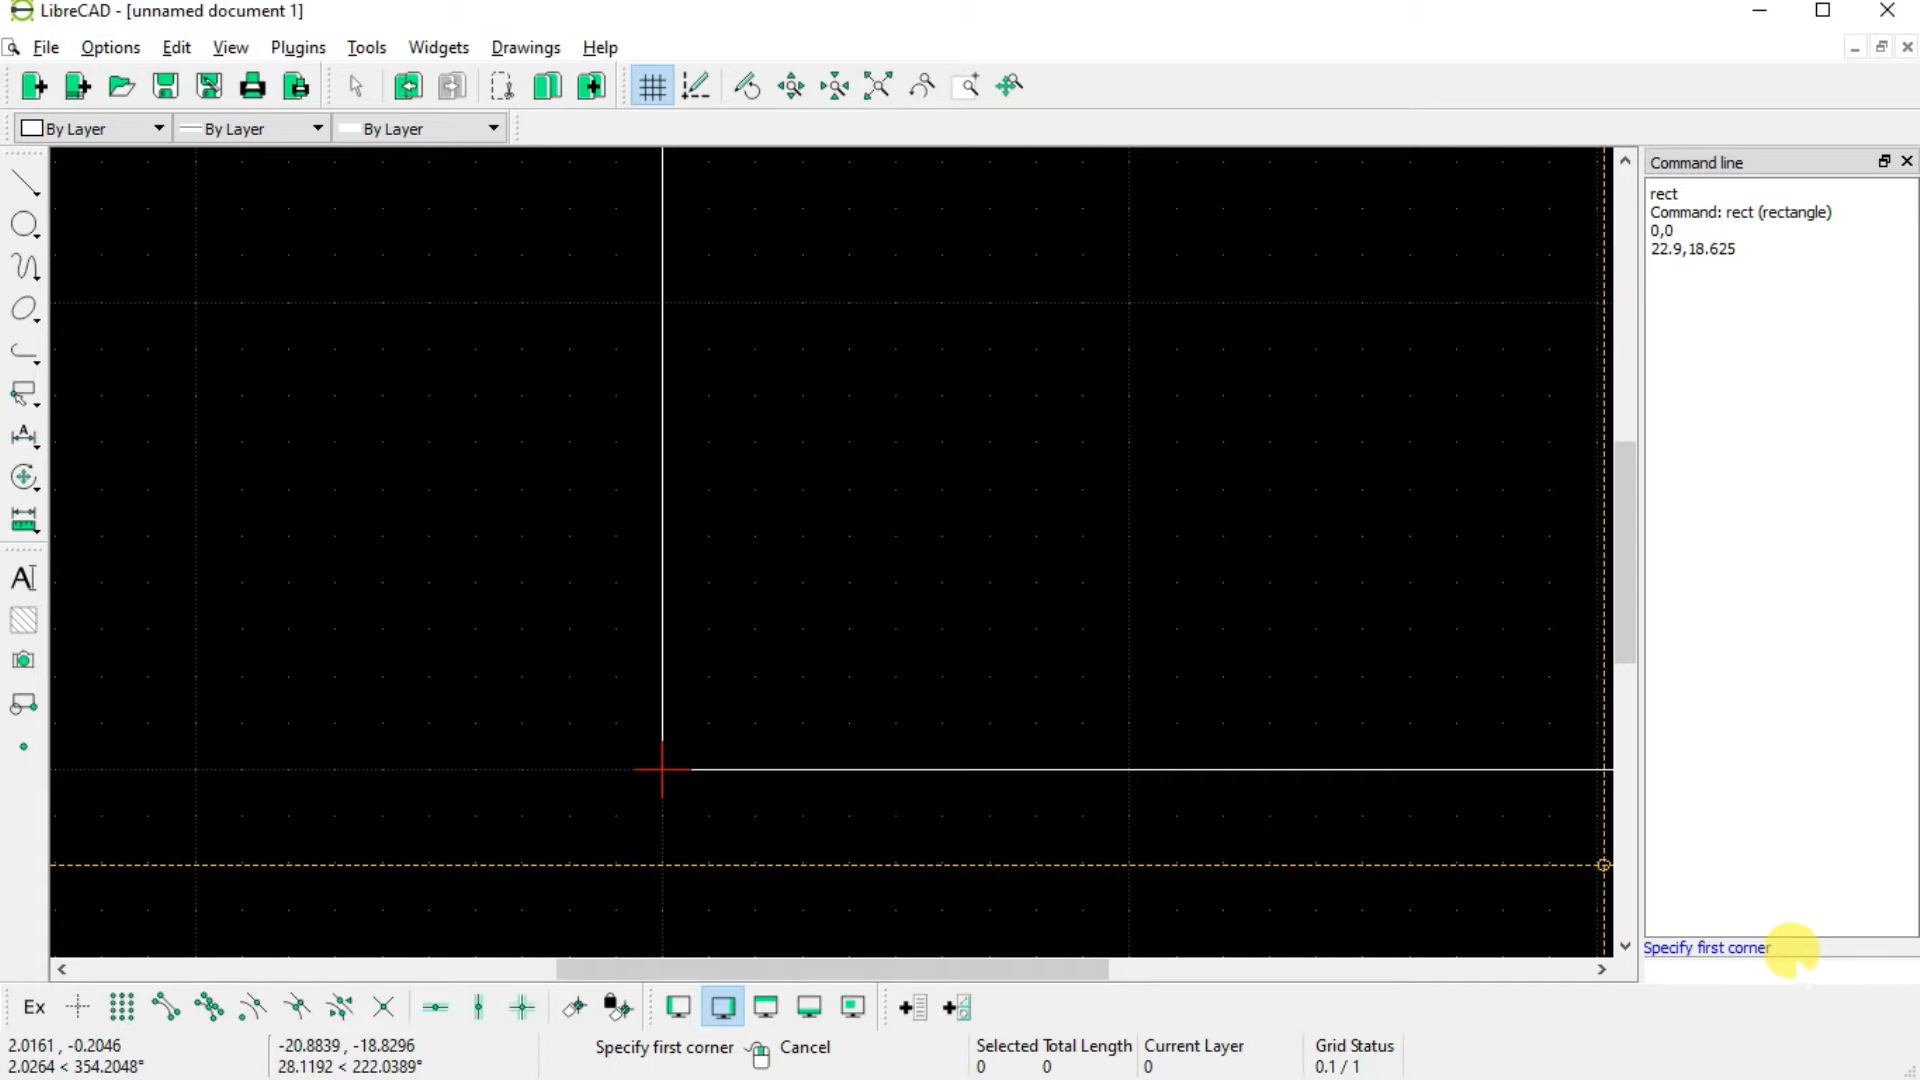 LibreCAD - [unnamed document 1]
File Options Edit View Plugins Tools Widgets Drawings Help
By Layer By Layer By Layer
Command line
rect
Command: rect (rectangle)
0,0
22.9,18.625
A
Specify first corner
Ex
2.0161 , -0.2046 -20.8839 , -18.8296 Specify first corner Cancel Selected Total Length Current Layer Grid Status
2.0264 < 354.2048° 28.1192 < 222.0389° 0 0 0 0.1 / 1